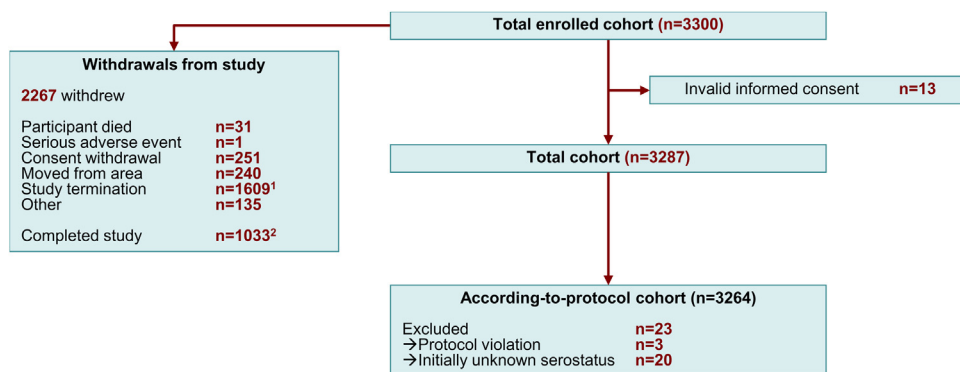 Total enrolled cohort (n=3300)
Withdrawals from study
2267 withdrew
Participant died n=31
Serious adverse event n=1
Consent withdrawal n=251
Moved from area n=240
Study termination n=1609¹
Other n=135
Completed study n=1033²
Invalid informed consent n=13
Total cohort (n=3287)
According-to-protocol cohort (n=3264)
Excluded n=23
→Protocol violation n=3
→Initially unknown serostatus n=20